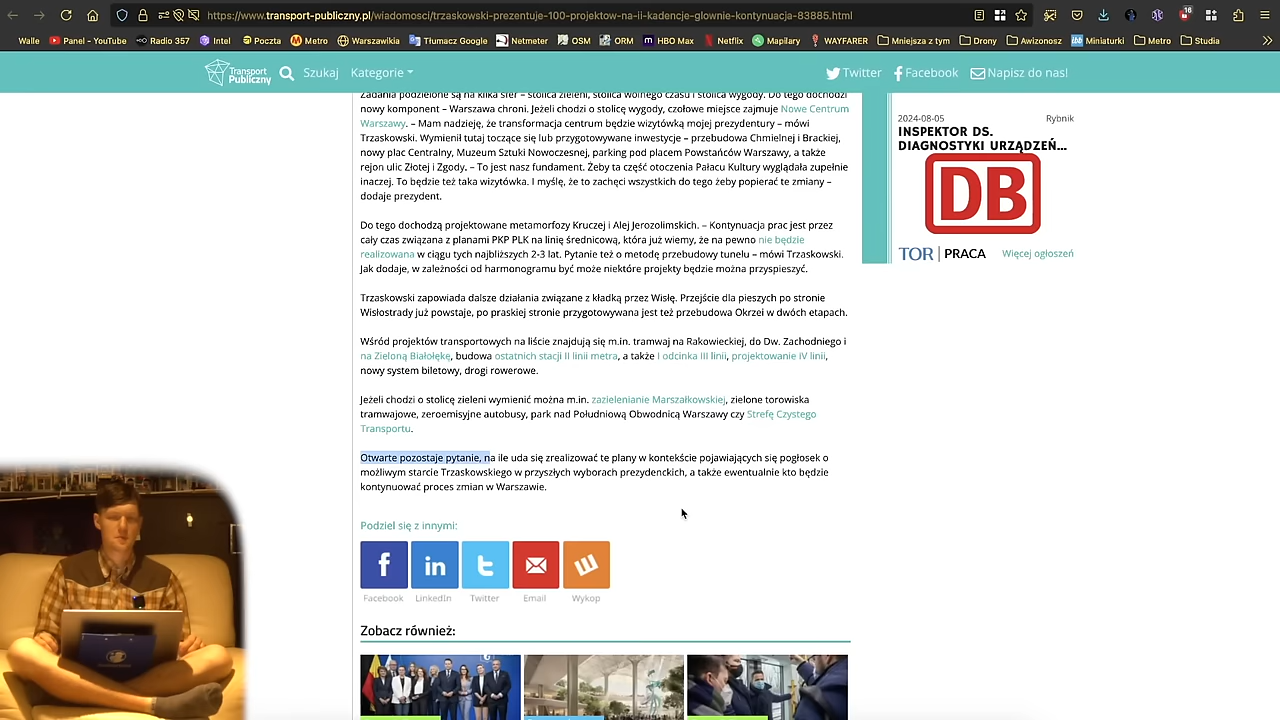 https://www.transport-publiczny.pl/wiadomosci/trzaskowski-prezentuje-100-projektow-na-ii-kadencje-glownie-kontynuacja-83885.html
18
Walle Panel - YouTube Radio 357 Intel Poczta Metro Warszawikia Tłumacz Google Netmeter OSM ORM HBO Max Netflix Mapilary WAYFARER Mniejsza z tym Drony Awizonosz Miniaturki Metro Studia
Transport Publiczny Szukaj Kategorie Twitter Facebook Napisz do nas!
Zadania podzielone są na kilka sfer – stolica zieleni, stolica wolnego czasu i stolica wygody. Do tego dochodzi
nowy komponent – Warszawa chroni. Jeżeli chodzi o stolicę wygody, czołowe miejsce zajmuje Nowe Centrum
Warszawy. – Mam nadzieję, że transformacja centrum będzie wizytówką mojej prezydentury – mówi
Trzaskowski. Wymienił tutaj toczące się lub przygotowywane inwestycje – przebudowa Chmielnej i Brackiej,
nowy plac Centralny, Muzeum Sztuki Nowoczesnej, parking pod placem Powstańców Warszawy, a także
rejon ulic Złotej i Zgody. – To jest nasz fundament. Żeby ta część otoczenia Pałacu Kultury wyglądała zupełnie
inaczej. To będzie też taka wizytówka. I myślę, że to zachęci wszystkich do tego żeby popierać te zmiany –
dodaje prezydent.
Do tego dochodzą projektowane metamorfozy Kruczej i Alej Jerozolimskich. – Kontynuacja prac jest przez
cały czas związana z planami PKP PLK na linię średnicową, która już wiemy, że na pewno nie będzie
realizowana w ciągu tych najbliższych 2-3 lat. Pytanie też o metodę przebudowy tunelu – mówi Trzaskowski.
Jak dodaje, w zależności od harmonogramu być może niektóre projekty będzie można przyspieszyć.
Trzaskowski zapowiada dalsze działania związane z kładką przez Wisłę. Przejście dla pieszych po stronie
Wisłostrady już powstaje, po praskiej stronie przygotowywana jest też przebudowa Okrzei w dwóch etapach.
Wśród projektów transportowych na liście znajdują się m.in. tramwaj na Rakowieckiej, do Dw. Zachodniego i
na Zieloną Białołękę, budowa ostatnich stacji II linii metra, a także I odcinka III linii, projektowanie IV linii,
nowy system biletowy, drogi rowerowe.
Jeżeli chodzi o stolicę zieleni wymienić można m.in. zazielenianie Marszałkowskiej, zielone torowiska
tramwajowe, zeroemisyjne autobusy, park nad Południową Obwodnicą Warszawy czy Strefę Czystego
Transportu.
Otwarte pozostaje pytanie, na ile uda się zrealizować te plany w kontekście pojawiających się pogłosek o
możliwym starcie Trzaskowskiego w przyszłych wyborach prezydenckich, a także ewentualnie kto będzie
kontynuować proces zmian w Warszawie.
Podziel się z innymi:
Facebook LinkedIn Twitter Email Wykop
Zobacz również:
2024-08-05 Rybnik
INSPEKTOR DS.
DIAGNOSTYKI URZĄDZEŃ...
DB
TOR | PRACA Więcej ogłoszeń